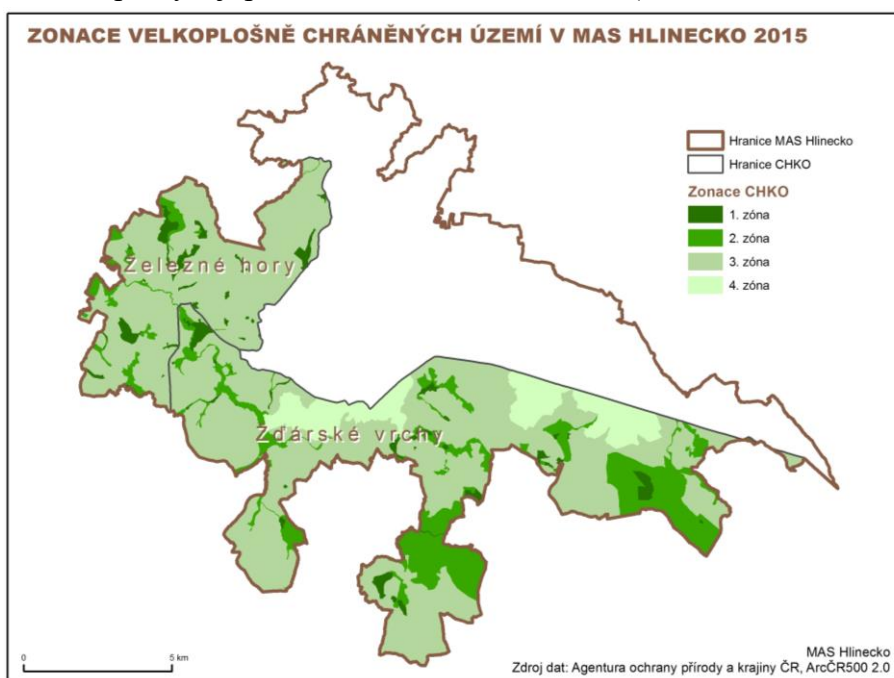 ZONACE VELKOPLOŠNĚ CHRÁNĚNÝCH ÚZEMÍ V MAS HLINECKO 2015
Hranice MAS Hlinecko
Hranice CHKO
Zonace CHKO
1. zóna
2. zóna
3. zóna
4. zóna
Železné hory
Žďárské vrchy
0 5 km
MAS Hlinecko
Zdroj dat: Agentura ochrany přírody a krajiny ČR, ArcČR500 2.0